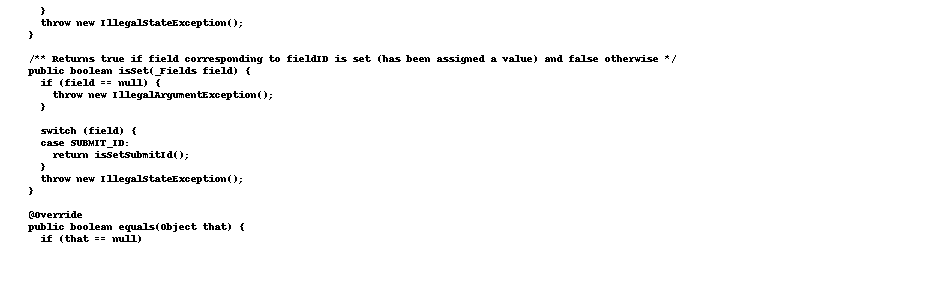 }
throw new IllegalStateException();
}
/** Returns true if field corresponding to fieldID is set (has been assigned a value) and false otherwise */
public boolean isSet(_Fields field) {
if (field == null) {
throw new IllegalArgumentException();
}
switch (field) {
case SUBMIT_ID:
return isSetSubmitId();
}
throw new IllegalStateException();
}
@Override
public boolean equals(Object that) {
if (that == null)